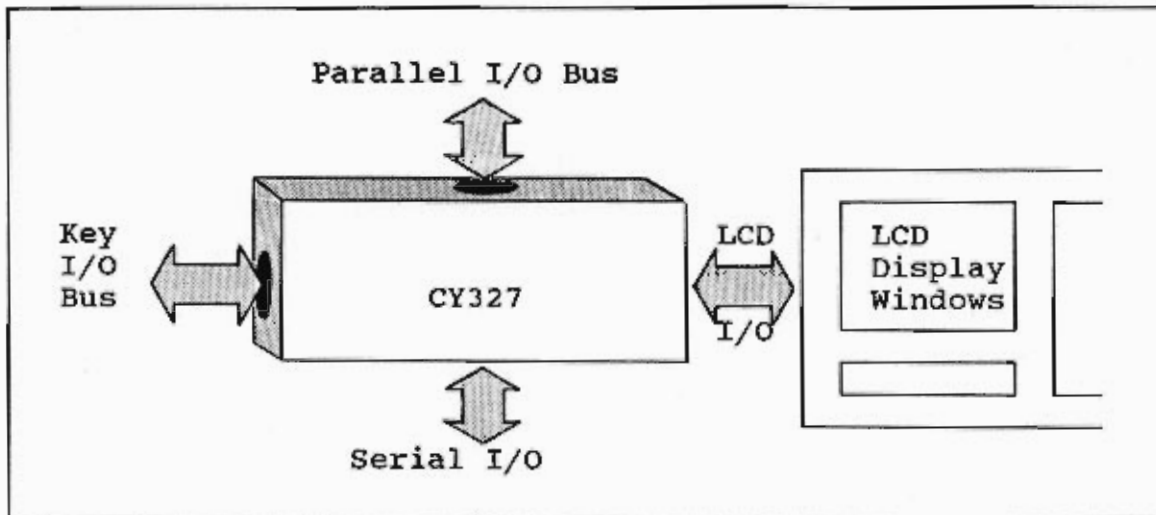 Parallel I/O Bus
Key
I/O
Bus
CY327
LCD
I/O
LCD
Display
Windows
Serial I/O